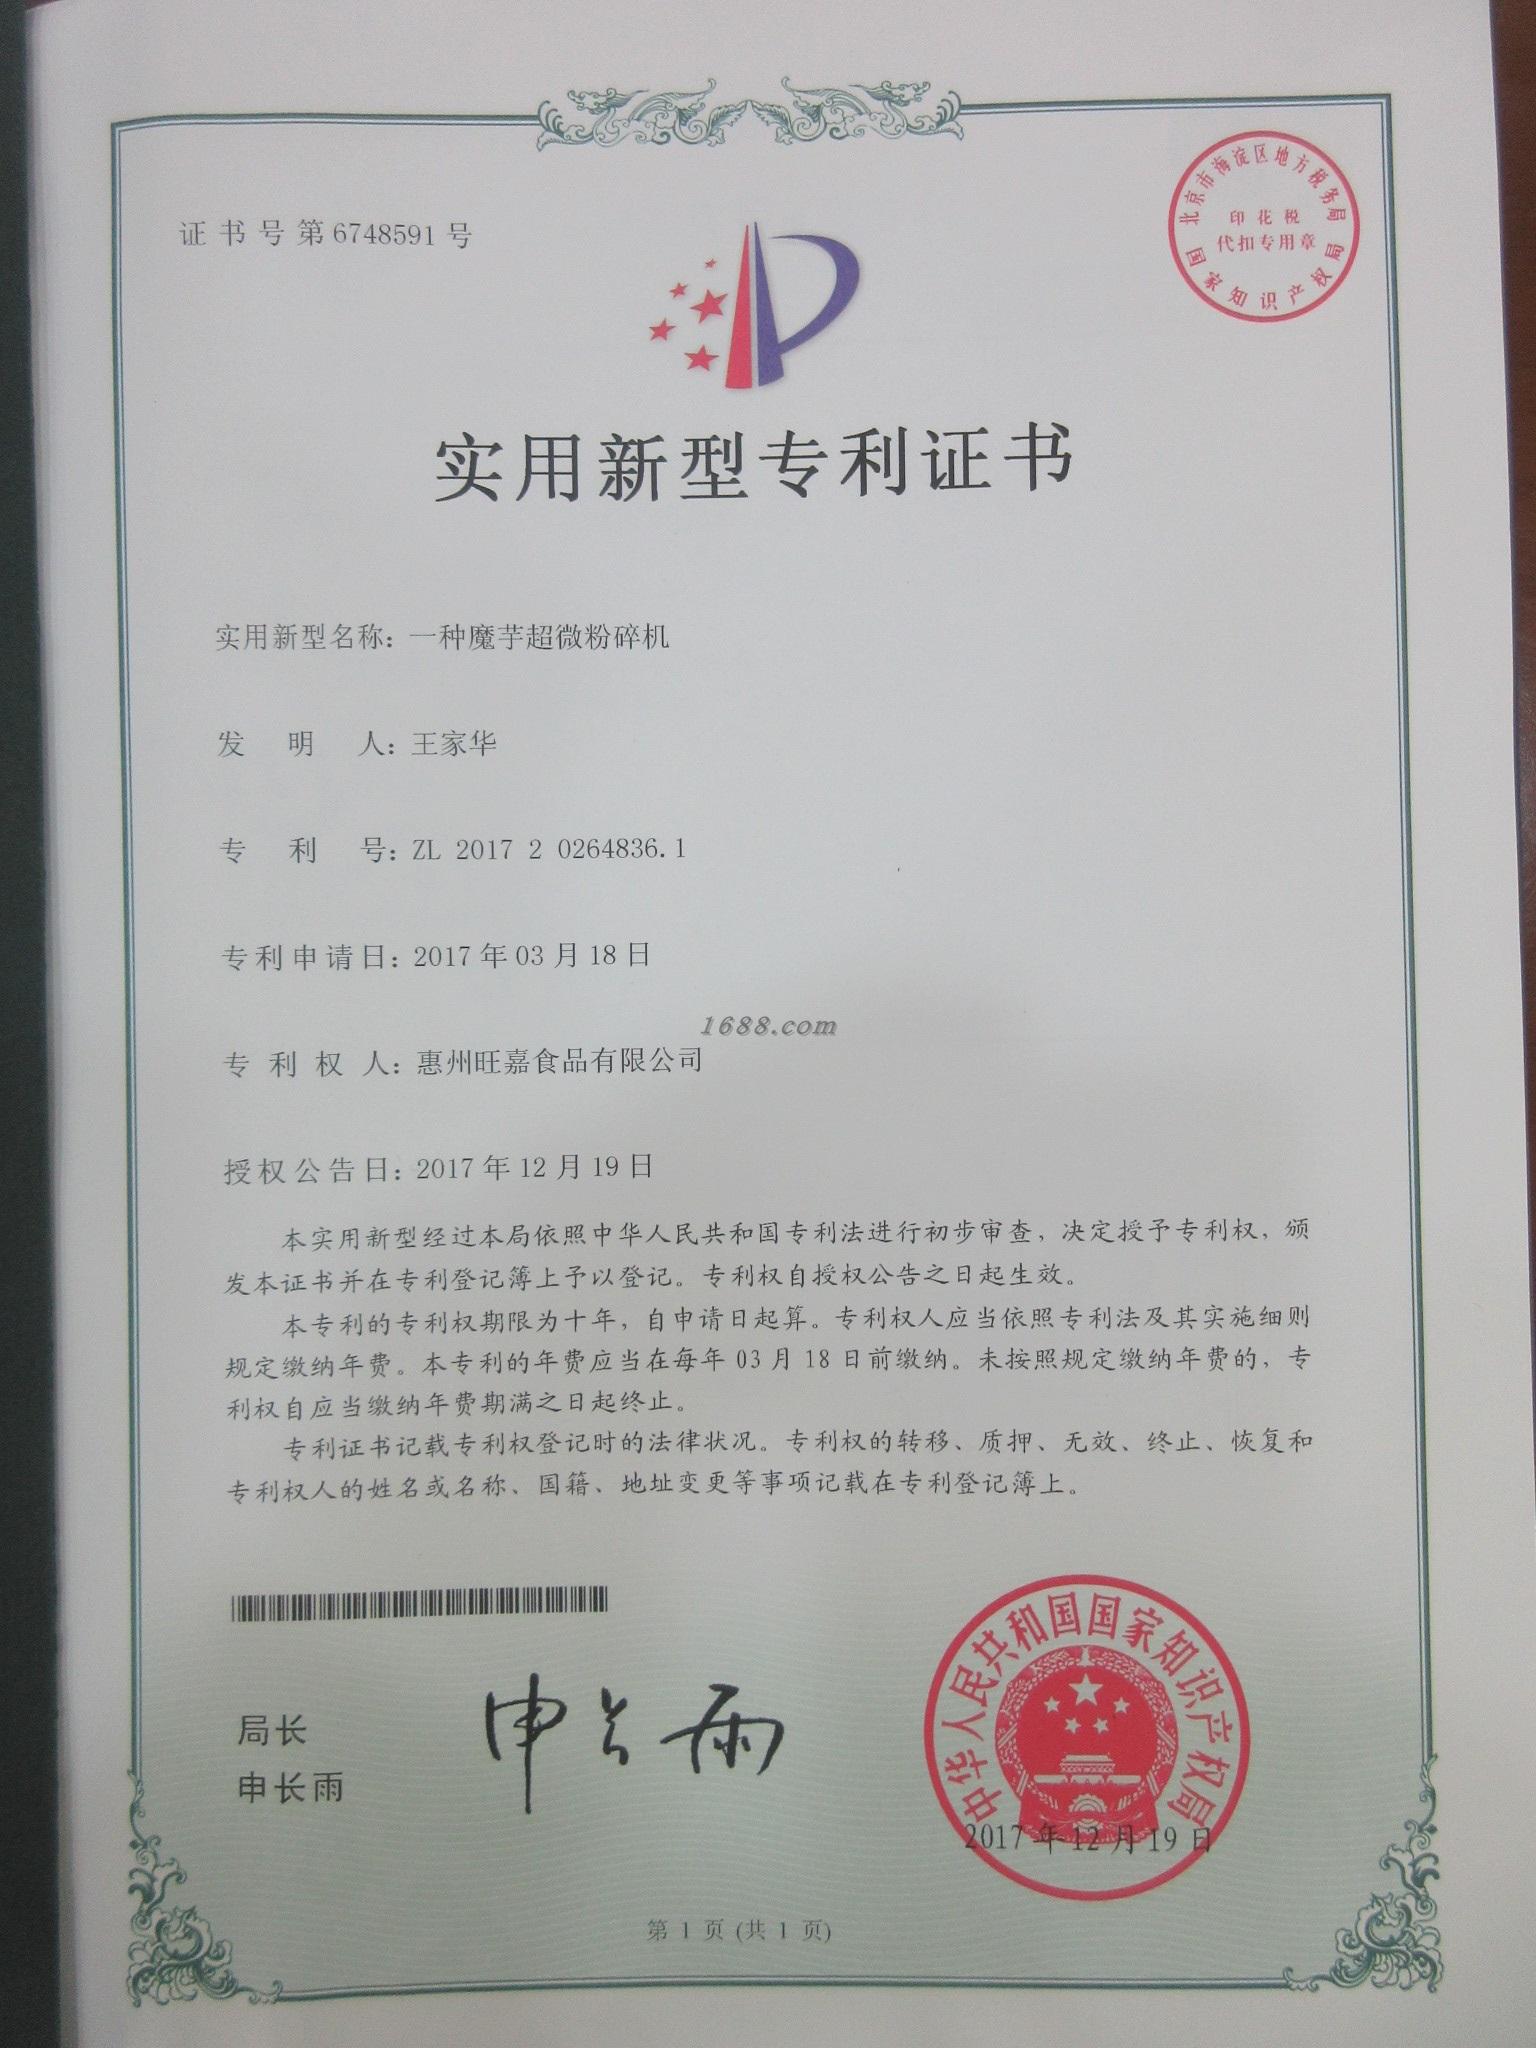 证书号第6748591号
北京市海淀区地方税务局
印花税
代扣专用章
国家知识产权局
实用新型专利证书
实用新型名称：一种魔芋超微粉碎机
发明人：王家华
专利号：ZL 2017 2 0264836.1
专利申请日：2017年03月18日
1688.com
专利权人：惠州旺嘉食品有限公司
授权公告日：2017年12月19日
本实用新型经过本局依照中华人民共和国专利法进行初步审查，决定授予专利权，颁
发本证书并在专利登记簿上予以登记。专利权自授权公告之日起生效。
本专利的专利权期限为十年，自申请日起算。专利权人应当依照专利法及其实施细则
规定缴纳年费。本专利的年费应当在每年03月18日前缴纳。未按照规定缴纳年费的，专
利权自应当缴纳年费期满之日起终止。
专利证书记载专利权登记时的法律状况。专利权的转移、质押、无效、终止、恢复和
专利权人的姓名或名称、国籍、地址变更等事项记载在专利登记簿上。
局长
申长雨
申长雨
中华人民共和国国家知识产权局
2017年12月19日
第1页(共1页)